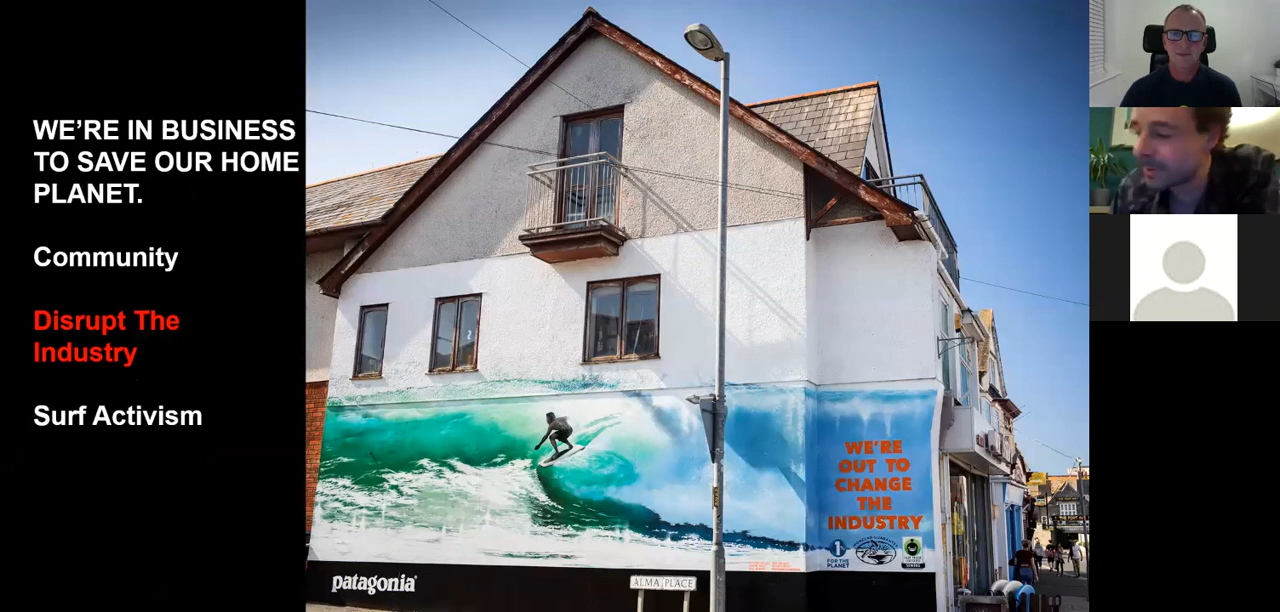 WE’RE IN BUSINESS
TO SAVE OUR HOME
PLANET.
Community
Disrupt The
Industry
Surf Activism
WE'RE
OUT TO
CHANGE
THE
INDUSTRY
FOR THE
PLANET
patagonia
ALMA PLACE